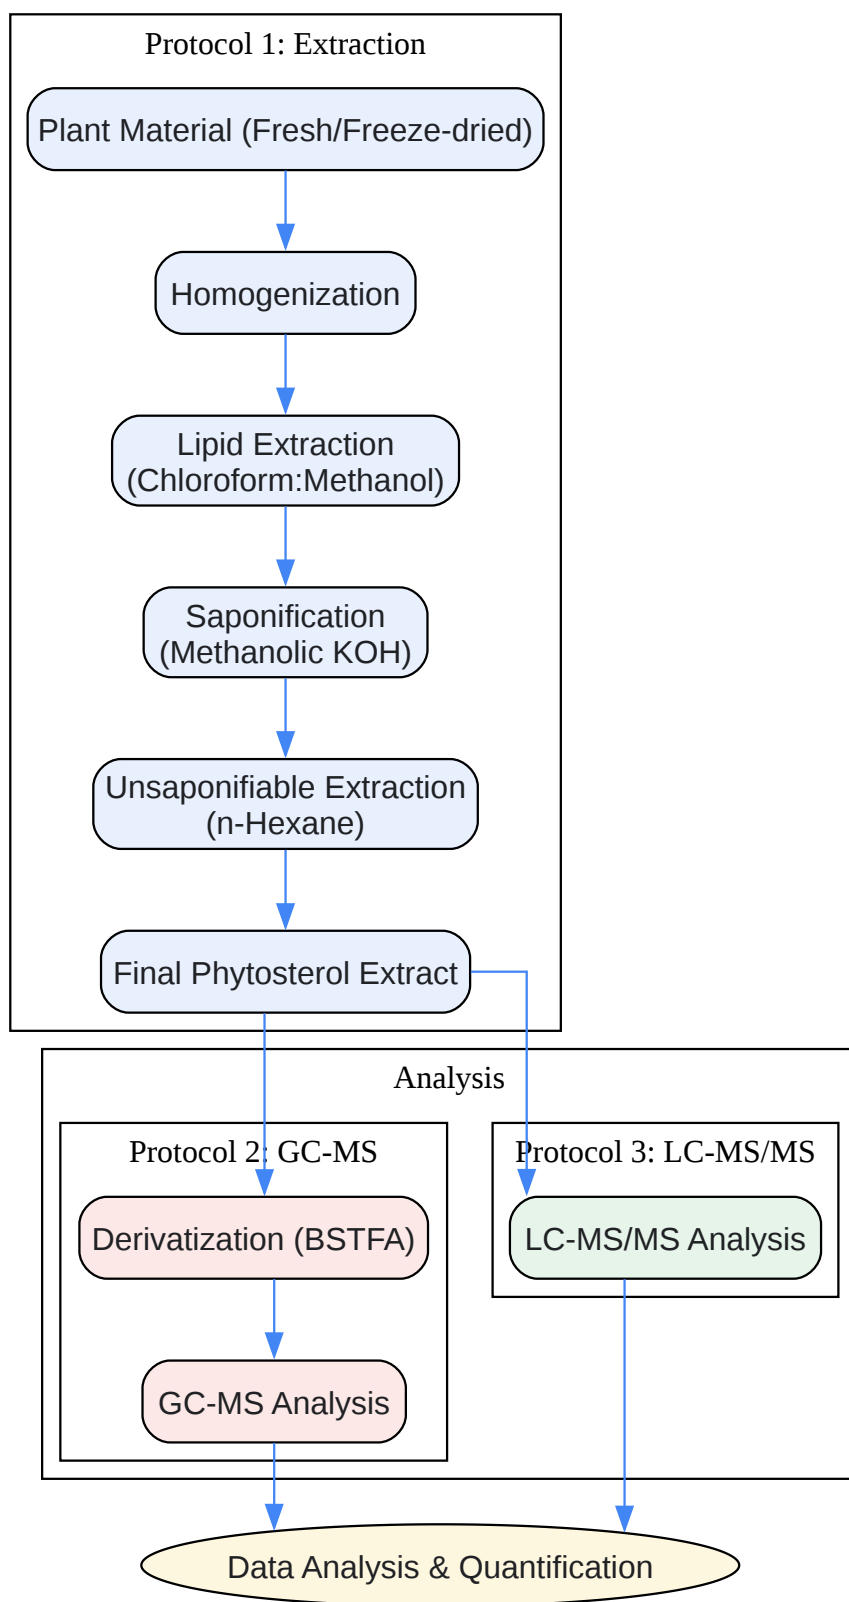 Protocol 1: Extraction
Plant Material (Fresh/Freeze-dried)
Homogenization
Lipid Extraction
(Chloroform:Methanol)
Saponification
(Methanolic KOH)
Unsaponifiable Extraction
(n-Hexane)
Final Phytosterol Extract
Analysis
Protocol 2: GC-MS
Derivatization (BSTFA)
GC-MS Analysis
Protocol 3: LC-MS/MS
LC-MS/MS Analysis
Data Analysis & Quantification